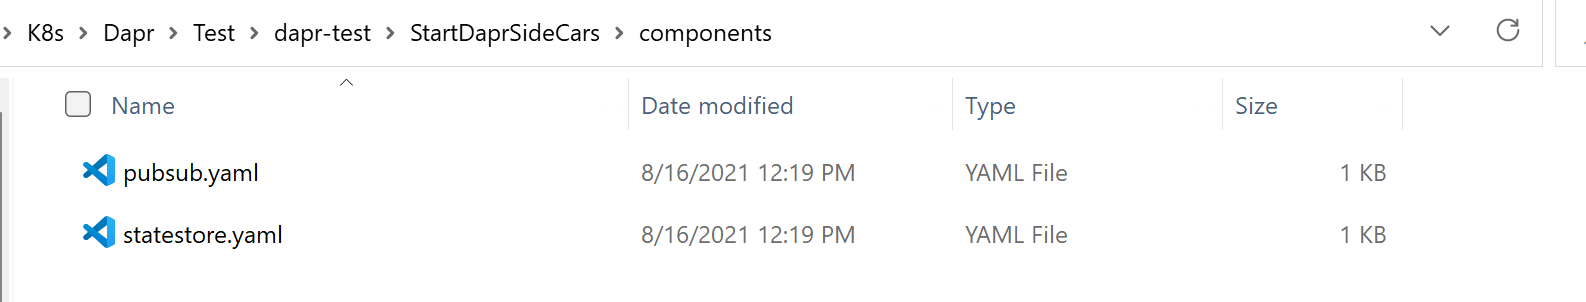 K8s > Dapr > Test > dapr-test > StartDaprSideCars > components
Name Date modified Type Size
pubsub.yaml 8/16/2021 12:19 PM YAML File 1 KB
statestore.yaml 8/16/2021 12:19 PM YAML File 1 KB